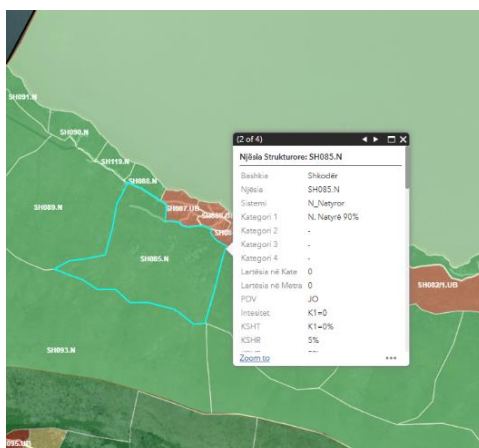 SH091.N
SH090.N
SH119.N
SH088.N
SH089.N
SH087.UB
SH085.N
SH093.N
SH082/1.UB
(2 of 4)
Njësia Strukturore: SH085.N
Bashkia Shkodër
Njësia SH085.N
Sistemi N_Natyror
Kategori 1 N. Natyrë 90%
Kategori 2 -
Kategori 3 -
Kategori 4 -
Lartësia në Kate 0
Lartësia në Metra 0
PDV JO
Intesitet K1=0
KSHT K1=0%
KSHR 5%
Zoom to